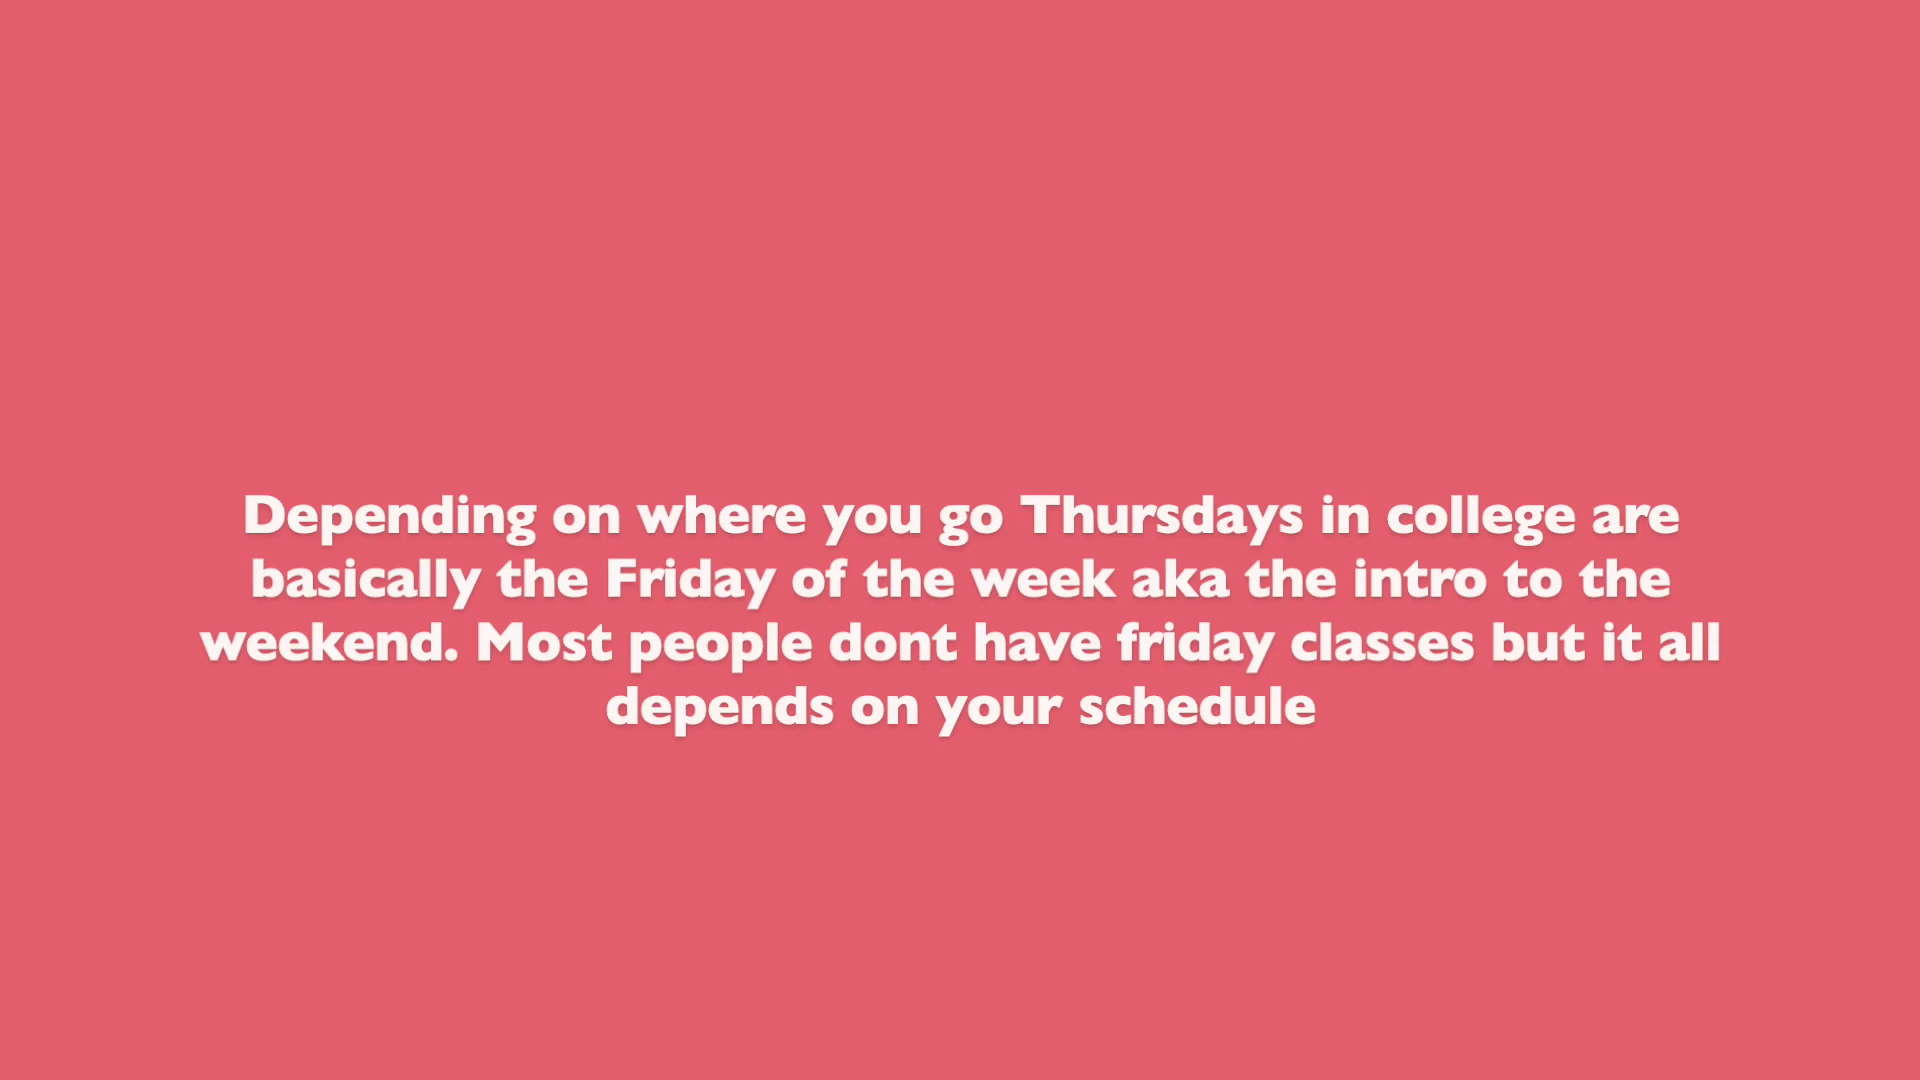 Depending on where you go Thursdays in college are
basically the Friday of the week aka the intro to the
weekend. Most people dont have friday classes but it all
depends on your schedule